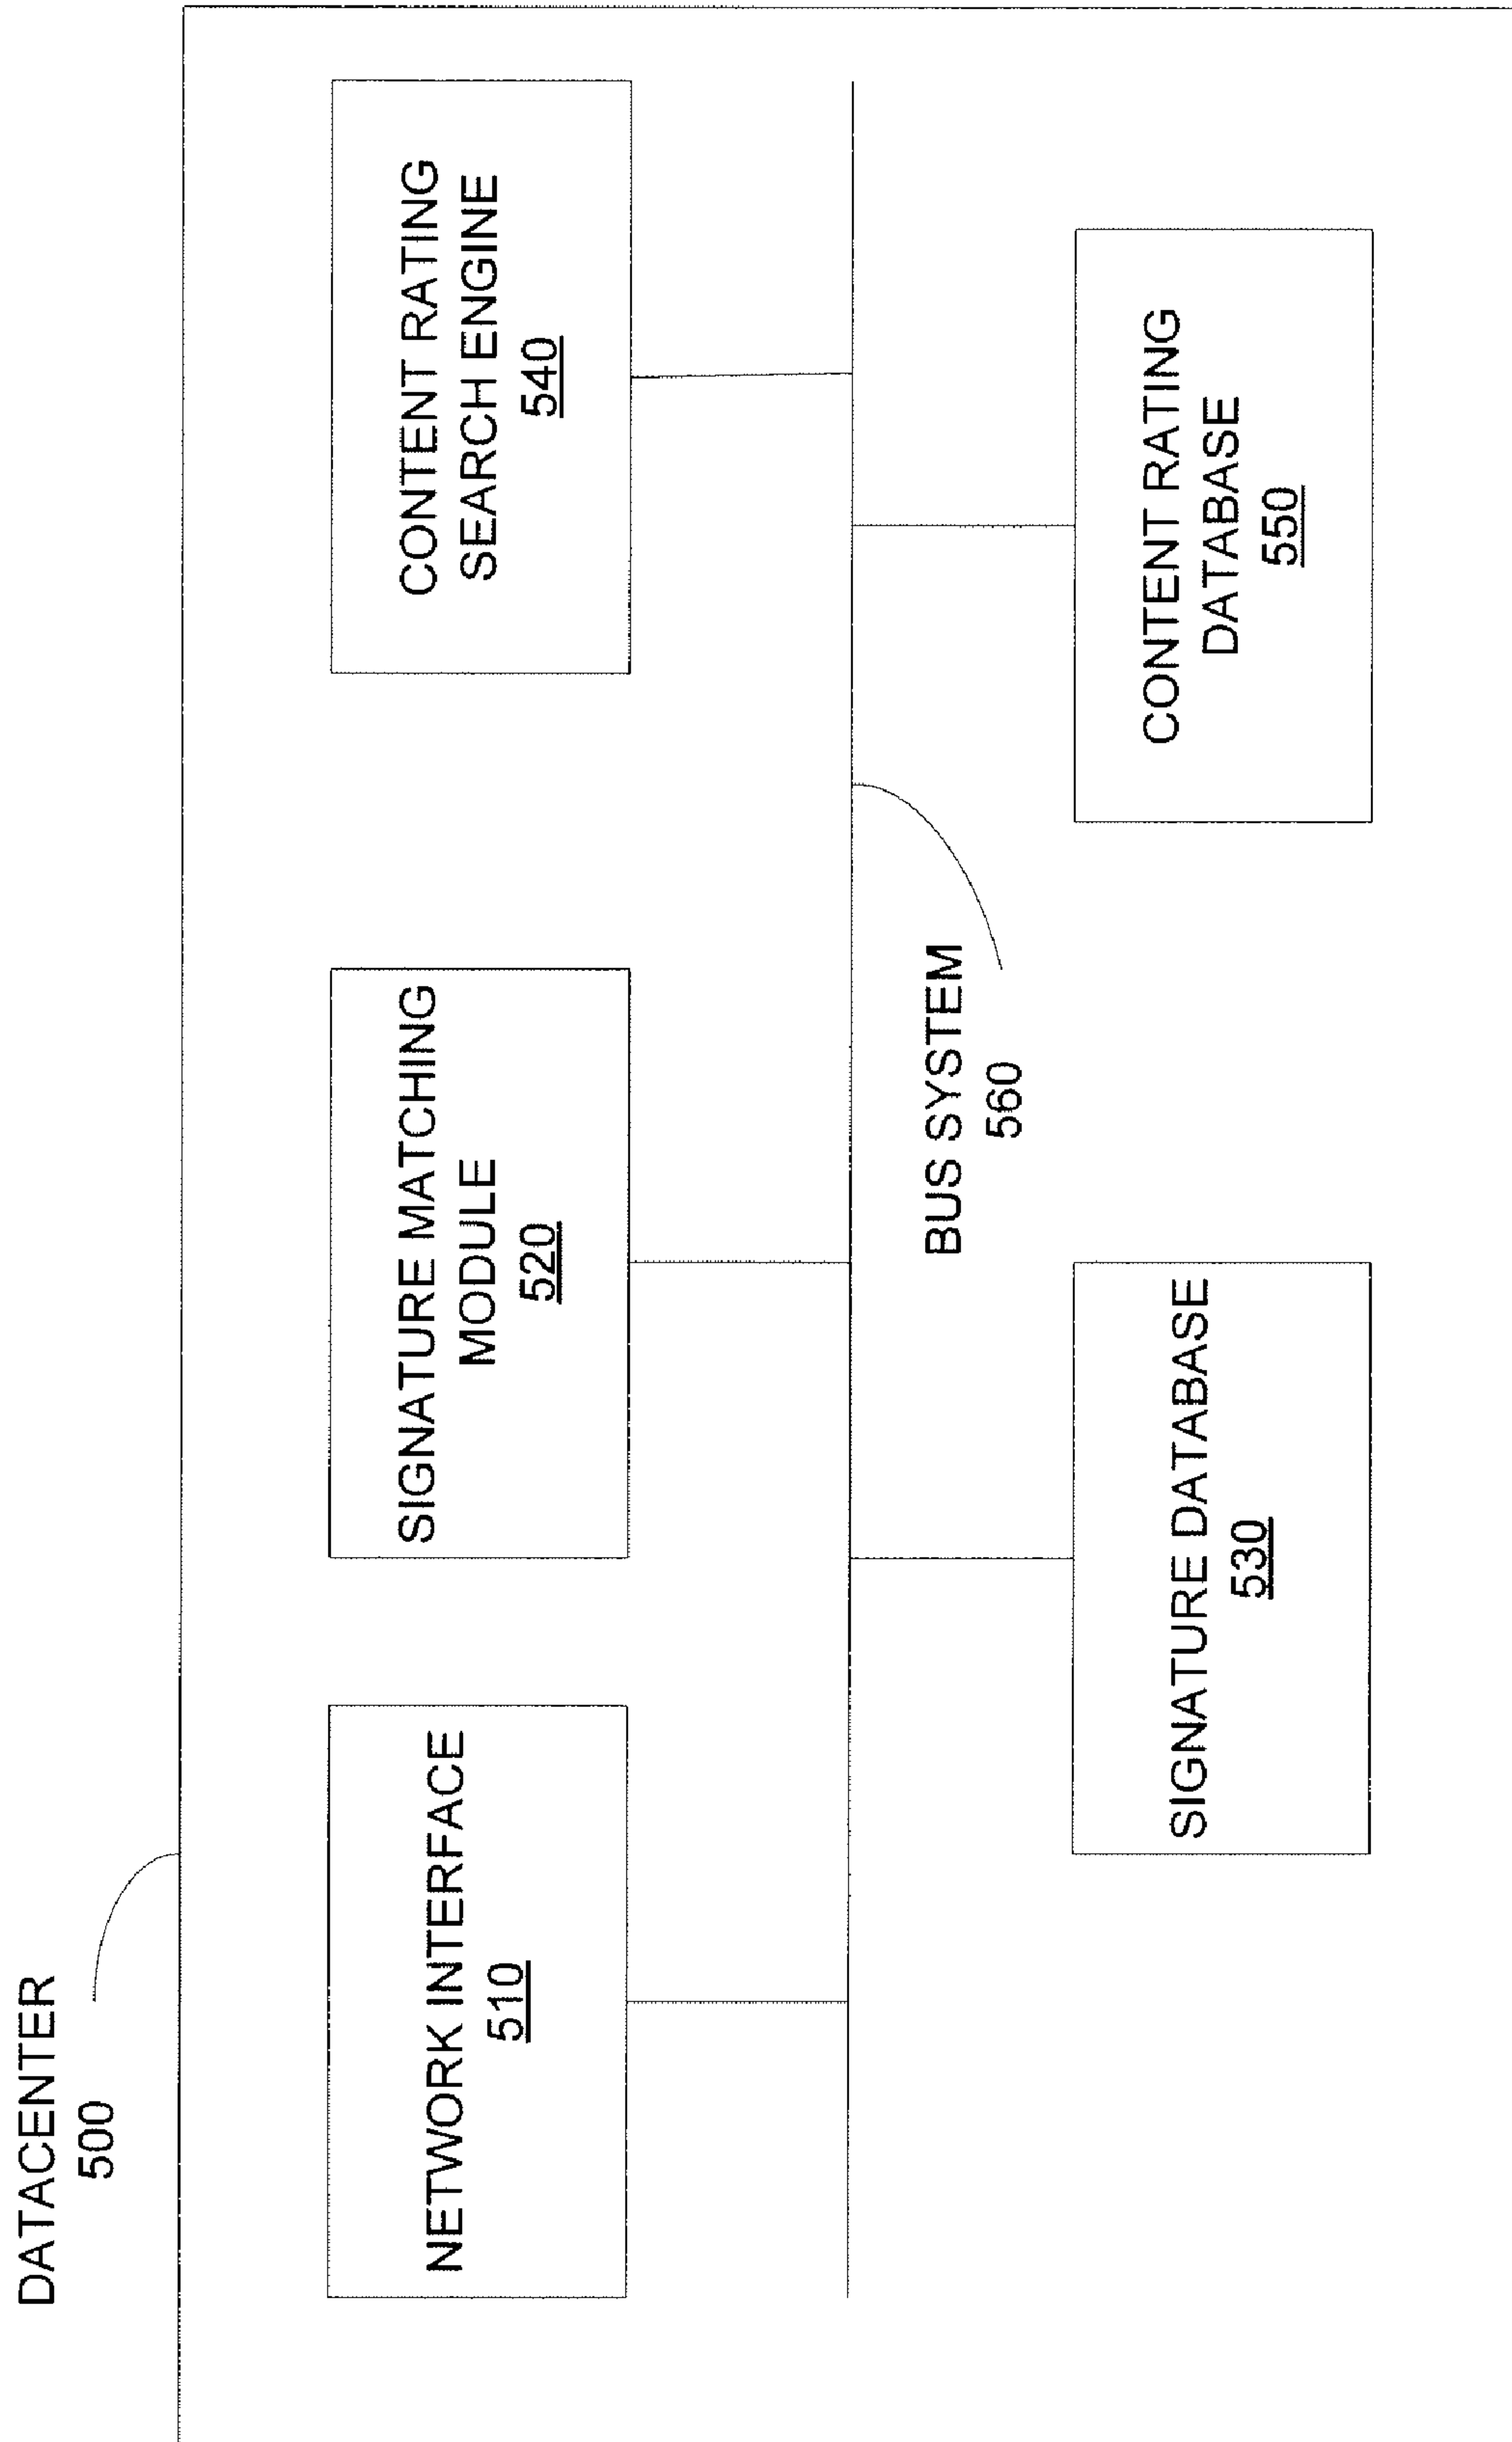 DATACENTER
500
NETWORK INTERFACE
510
SIGNATURE MATCHING
MODULE
520
CONTENT RATING
SEARCH ENGINE
540
BUS SYSTEM
560
SIGNATURE DATABASE
530
CONTENT RATING
DATABASE
550